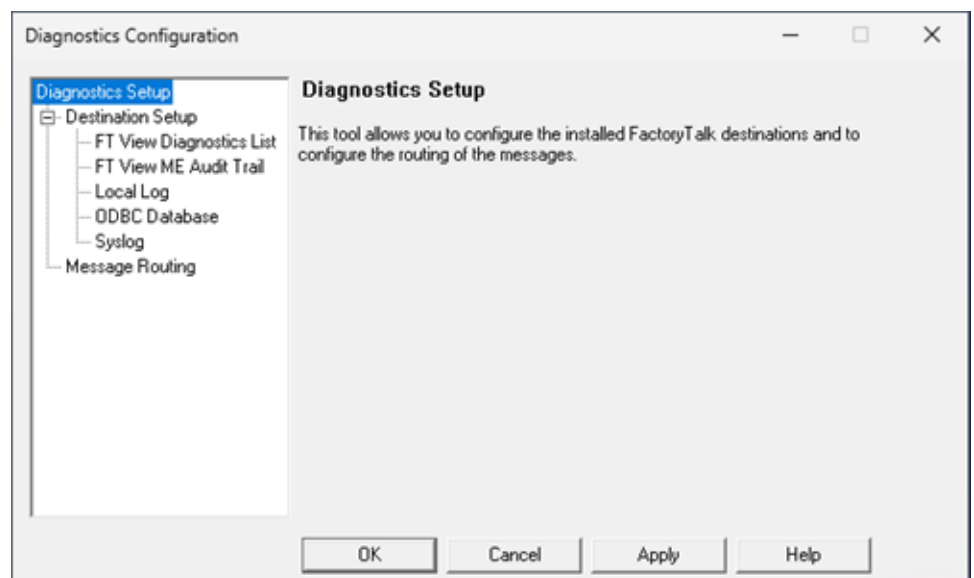 Diagnostics Configuration
Diagnostics Setup
Destination Setup
FT View Diagnostics List
FT View ME Audit Trail
Local Log
ODBC Database
Syslog
Message Routing
Diagnostics Setup
This tool allows you to configure the installed FactoryTalk destinations and to
configure the routing of the messages.
OK
Cancel
Apply
Help